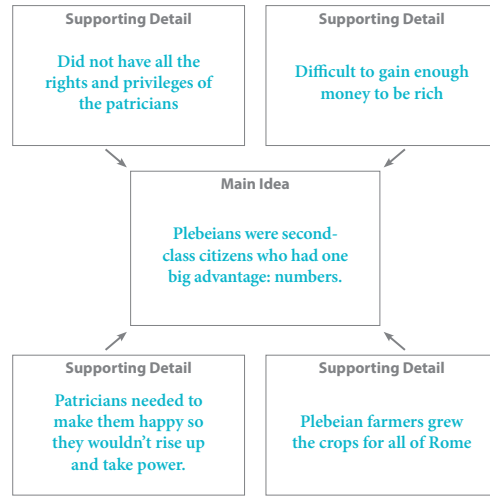 Supporting Detail
Did not have all the
rights and privileges of
the patricians
Supporting Detail
Difficult to gain enough
money to be rich
Main Idea
Plebeians were second-
class citizens who had one
big advantage: numbers.
Supporting Detail
Patricians needed to
make them happy so
they wouldn’t rise up
and take power.
Supporting Detail
Plebeian farmers grew
the crops for all of Rome